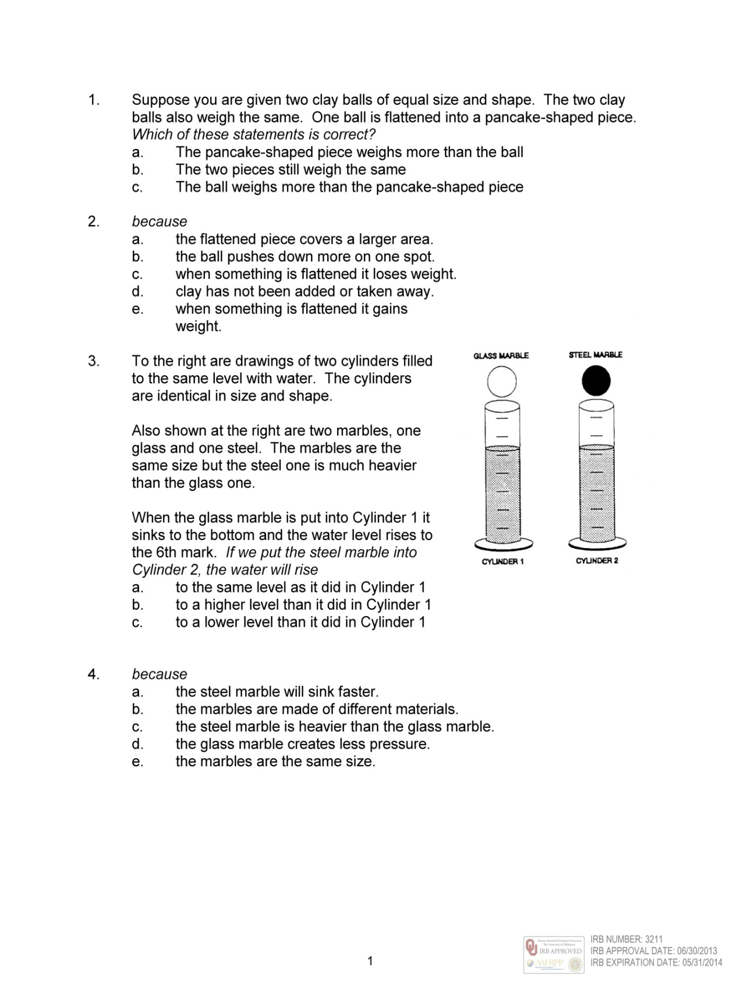 1. Suppose you are given two clay balls of equal size and shape. The two clay
balls also weigh the same. One ball is flattened into a pancake-shaped piece.
Which of these statements is correct?
a. The pancake-shaped piece weighs more than the ball
b. The two pieces still weigh the same
c. The ball weighs more than the pancake-shaped piece
2. because
a. the flattened piece covers a larger area.
b. the ball pushes down more on one spot.
c. when something is flattened it loses weight.
d. clay has not been added or taken away.
e. when something is flattened it gains
weight.
3. To the right are drawings of two cylinders filled
to the same level with water. The cylinders
are identical in size and shape.
Also shown at the right are two marbles, one
glass and one steel. The marbles are the
same size but the steel one is much heavier
than the glass one.
When the glass marble is put into Cylinder 1 it
sinks to the bottom and the water level rises to
the 6th mark. If we put the steel marble into
Cylinder 2, the water will rise
a. to the same level as it did in Cylinder 1
b. to a higher level than it did in Cylinder 1
c. to a lower level than it did in Cylinder 1
GLASS MARBLE STEEL MARBLE
CYLINDER 1 CYLINDER 2
4. because
a. the steel marble will sink faster.
b. the marbles are made of different materials.
c. the steel marble is heavier than the glass marble.
d. the glass marble creates less pressure.
e. the marbles are the same size.
1
IRB APPROVED
AAHRPP
IRB NUMBER: 3211
IRB APPROVAL DATE: 06/30/2013
IRB EXPIRATION DATE: 05/31/2014